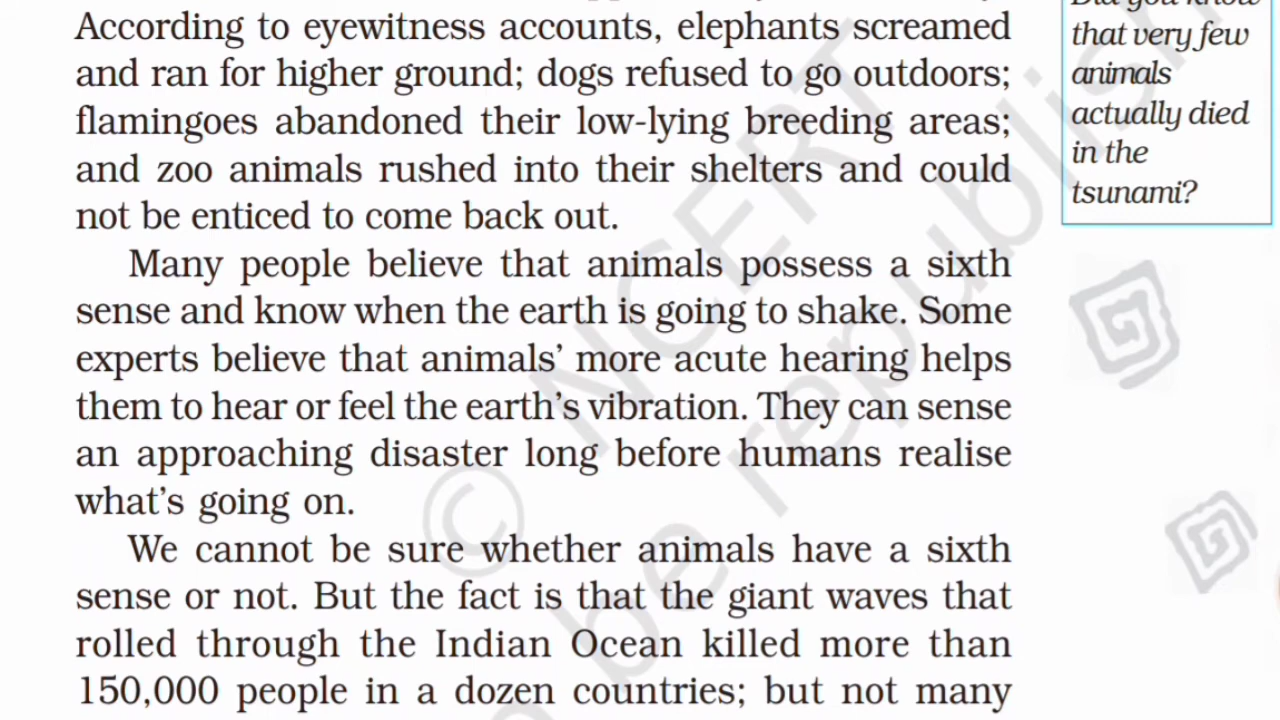 According to eyewitness accounts, elephants screamed
and ran for higher ground; dogs refused to go outdoors;
flamingoes abandoned their low-lying breeding areas;
and zoo animals rushed into their shelters and could
not be enticed to come back out.
Many people believe that animals possess a sixth
sense and know when the earth is going to shake. Some
experts believe that animals’ more acute hearing helps
them to hear or feel the earth’s vibration. They can sense
an approaching disaster long before humans realise
what’s going on.
We cannot be sure whether animals have a sixth
sense or not. But the fact is that the giant waves that
rolled through the Indian Ocean killed more than
150,000 people in a dozen countries; but not many
Did you know
that very few
animals
actually died
in the
tsunami?
© NCERT
be republish